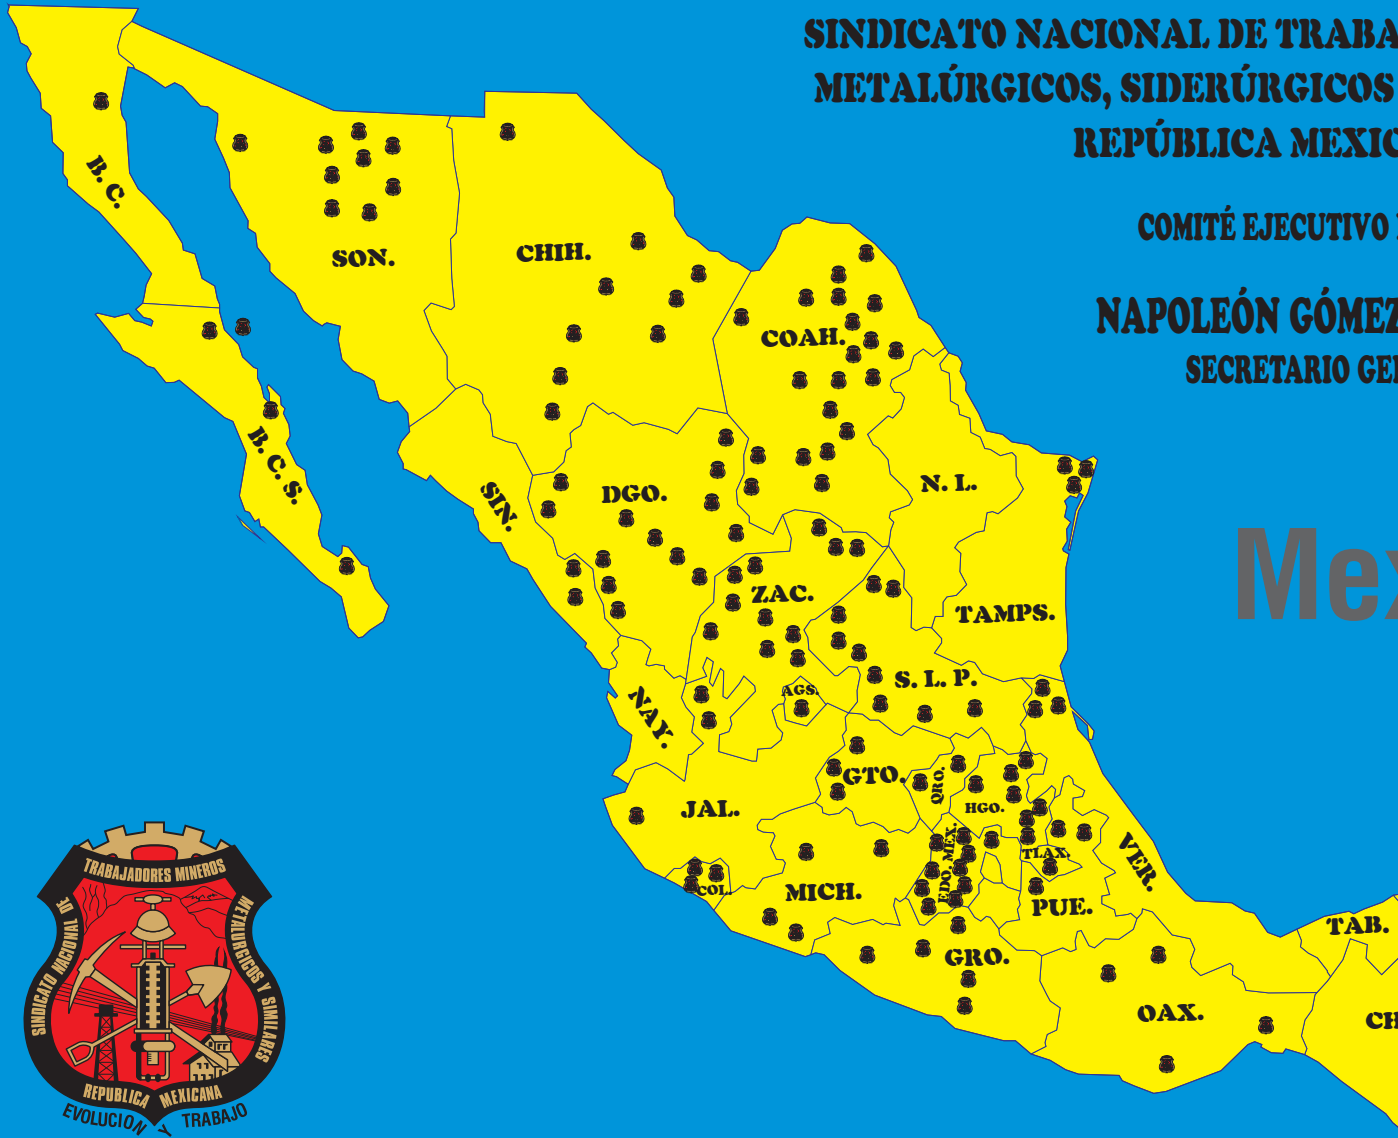 SINDICATO NACIONAL DE TRABA
METALÚRGICOS, SIDERÚRGICOS
REPÚBLICA MEXIC
COMITÉ EJECUTIVO
NAPOLEÓN GÓMEZ
SECRETARIO GE
Mex
B. C.
SON.
CHIH.
COAH.
B. C. S.
SIN.
DGO.
N. L.
ZAC.
TAMPS.
S. L. P.
AGS.
NAY.
GTO.
QRO.
HGO.
JAL.
EDO. MEX.
TLAX.
VER.
COL.
MICH.
PUE.
TAB.
GRO.
OAX.
CH
TRABAJADORES MINEROS
SINDICATO NACIONAL DE
METALURGICOS Y SIMILARES
REPUBLICA MEXICANA
EVOLUCION Y TRABAJO